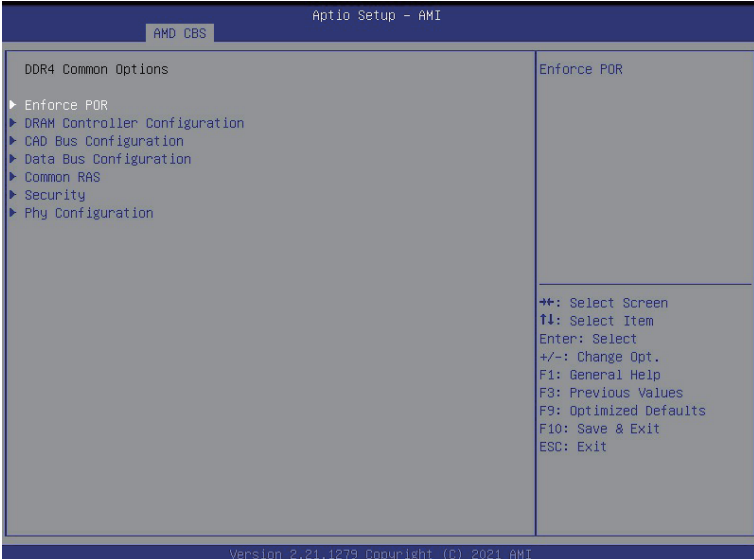 Aptio Setup – AMI
AMD CBS
DDR4 Common Options
Enforce POR
DRAM Controller Configuration
CAD Bus Configuration
Data Bus Configuration
Common RAS
Security
Phy Configuration
Enforce POR
→←: Select Screen
↑↓: Select Item
Enter: Select
+/-: Change Opt.
F1: General Help
F3: Previous Values
F9: Optimized Defaults
F10: Save & Exit
ESC: Exit
Version 2.21.1279 Copyright (C) 2021 AMI